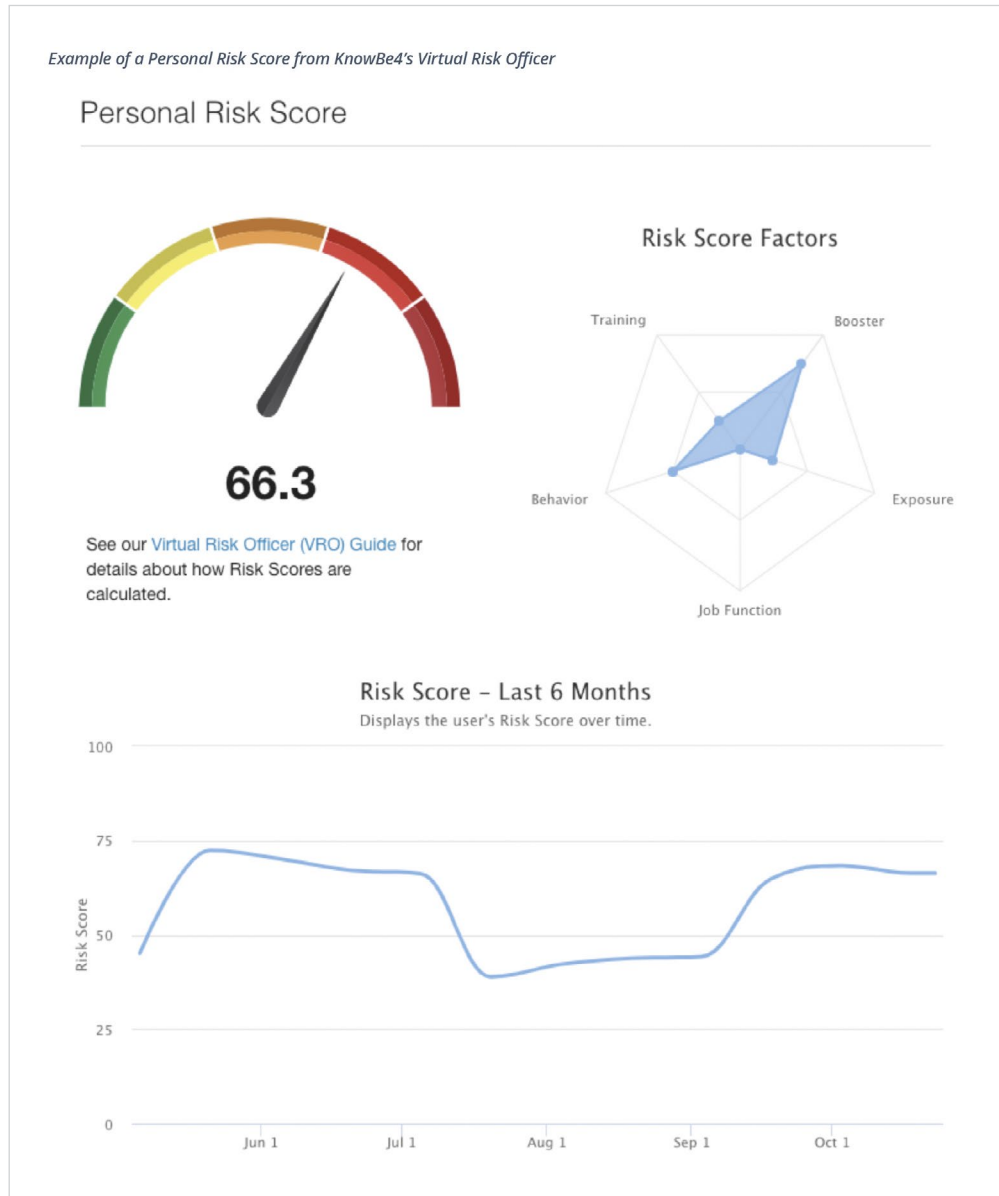 Example of a Personal Risk Score from KnowBe4's Virtual Risk Officer
Personal Risk Score
66.3
See our Virtual Risk Officer (VRO) Guide for
details about how Risk Scores are
calculated.
Risk Score Factors
Training
Booster
Behavior
Exposure
Job Function
Risk Score – Last 6 Months
Displays the user's Risk Score over time.
Risk Score
100
75
50
25
0
Jun 1
Jul 1
Aug 1
Sep 1
Oct 1